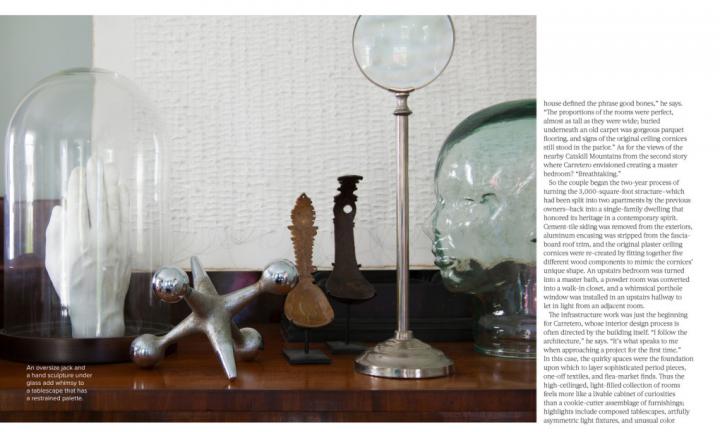 An oversize jack and
a hand sculpture under
glass add whimsy to
a tablescape that has
a restrained palette.
house defined the phrase good bones,” he says.
“The proportions of the rooms were perfect,
almost as tall as they were wide; buried
underneath an old carpet was gorgeous parquet
flooring, and signs of the original ceiling cornices
still stood in the parlor.” As for the views of the
nearby Catskill Mountains from the second story
where Carretero envisioned creating a master
bedroom? “Breathtaking.”
So the couple began the two-year process of
turning the 3,000-square-foot structure–which
had been split into two apartments by the previous
owners–back into a single-family dwelling that
honored its heritage in a contemporary spirit.
Cement-tile siding was removed from the exteriors,
aluminum encasing was stripped from the fascia-
board roof trim, and the original plaster ceiling
cornices were re-created by fitting together five
different wood components to mimic the cornices’
unique shape. An upstairs bedroom was turned
into a master bath, a powder room was converted
into a walk-in closet, and a whimsical porthole
window was installed in an upstairs hallway to
let in light from an adjacent room.
The infrastructure work was just the beginning
for Carretero, whose interior design process is
often directed by the building itself. “I follow the
architecture,” he says. “It’s what speaks to me
when approaching a project for the first time.”
In this case, the quirky spaces were the foundation
upon which to layer sophisticated period pieces,
one-off textiles, and flea-market finds. Thus the
high-ceilinged, light-filled collection of rooms
feels more like a livable cabinet of curiosities
than a cookie-cutter assemblage of furnishings;
highlights include composed tablescapes, artfully
asymmetric light fixtures, and unusual color